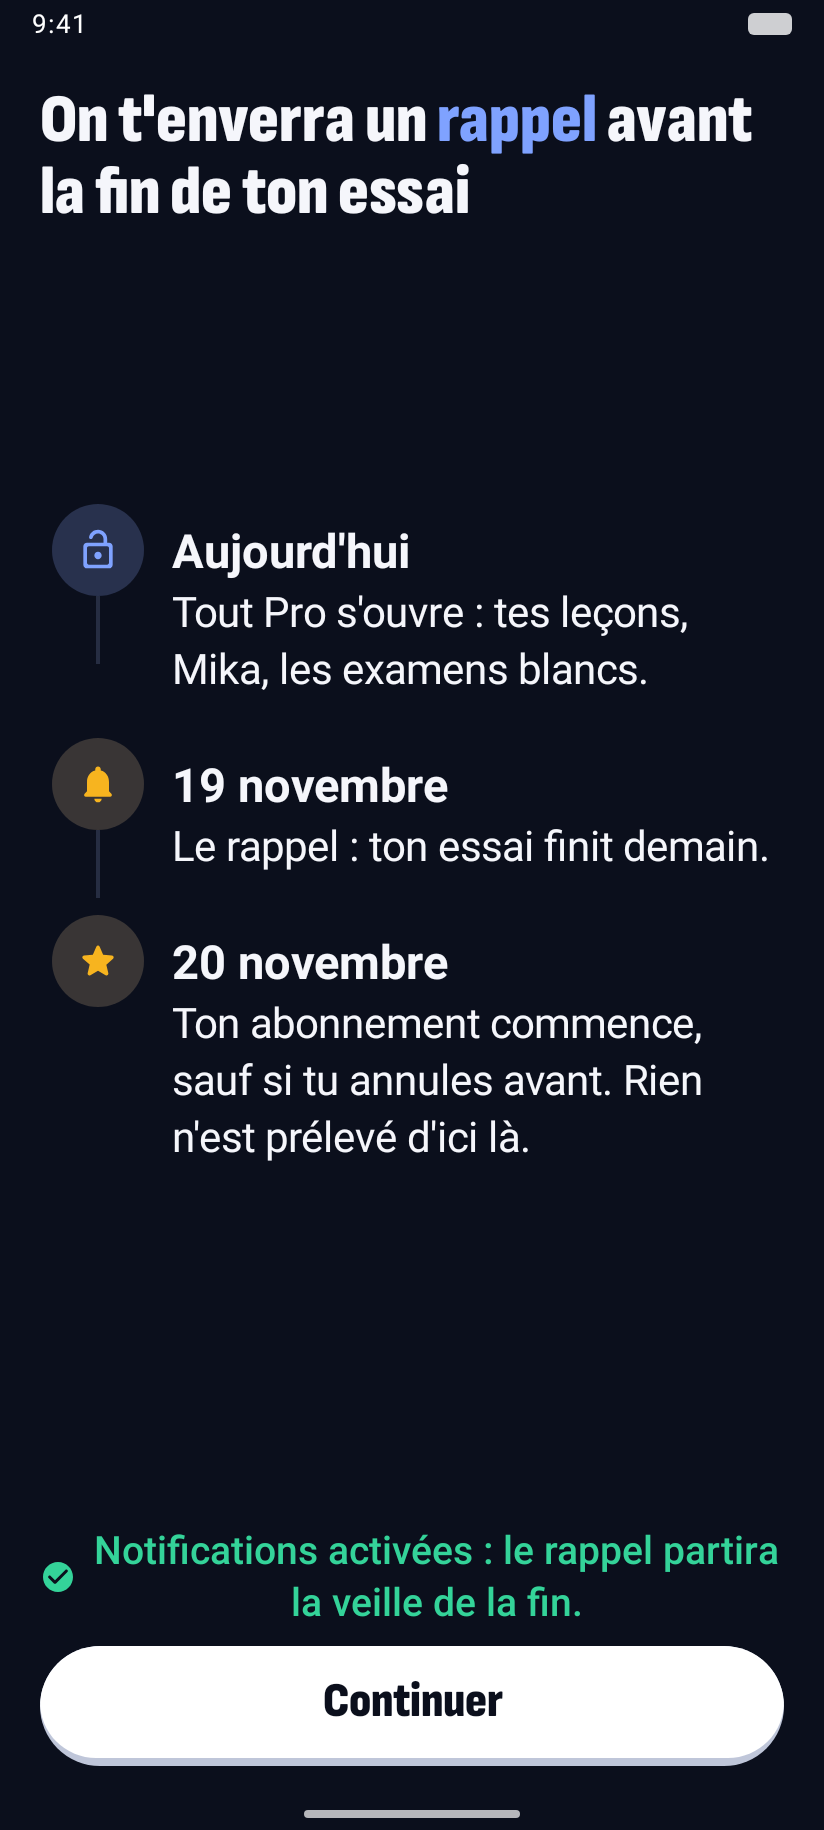 9:41
On t'enverra un rappel avant
la fin de ton essai
Aujourd'hui
Tout Pro s'ouvre : tes leçons,
Mika, les examens blancs.
19 novembre
Le rappel : ton essai finit demain.
20 novembre
Ton abonnement commence,
sauf si tu annules avant. Rien
n'est prélevé d'ici là.
Notifications activées : le rappel partira
la veille de la fin.
Continuer